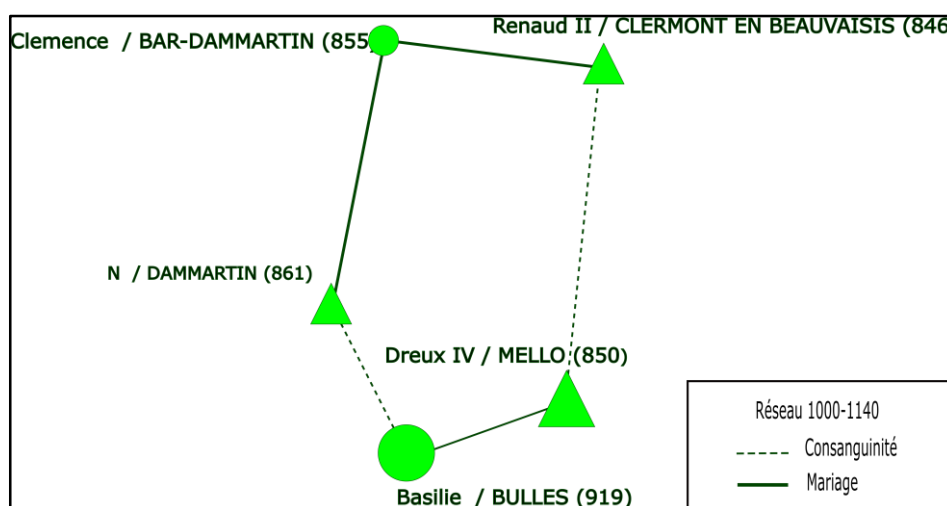 Renaud II / CLERMONT EN BEAUVAISIS (846
Clemence / BAR-DAMMARTIN (855)
N / DAMMARTIN (861)
Dreux IV / MELLO (850)
Basilie / BULLES (919)
Réseau 1000-1140
Consanguinité
Mariage